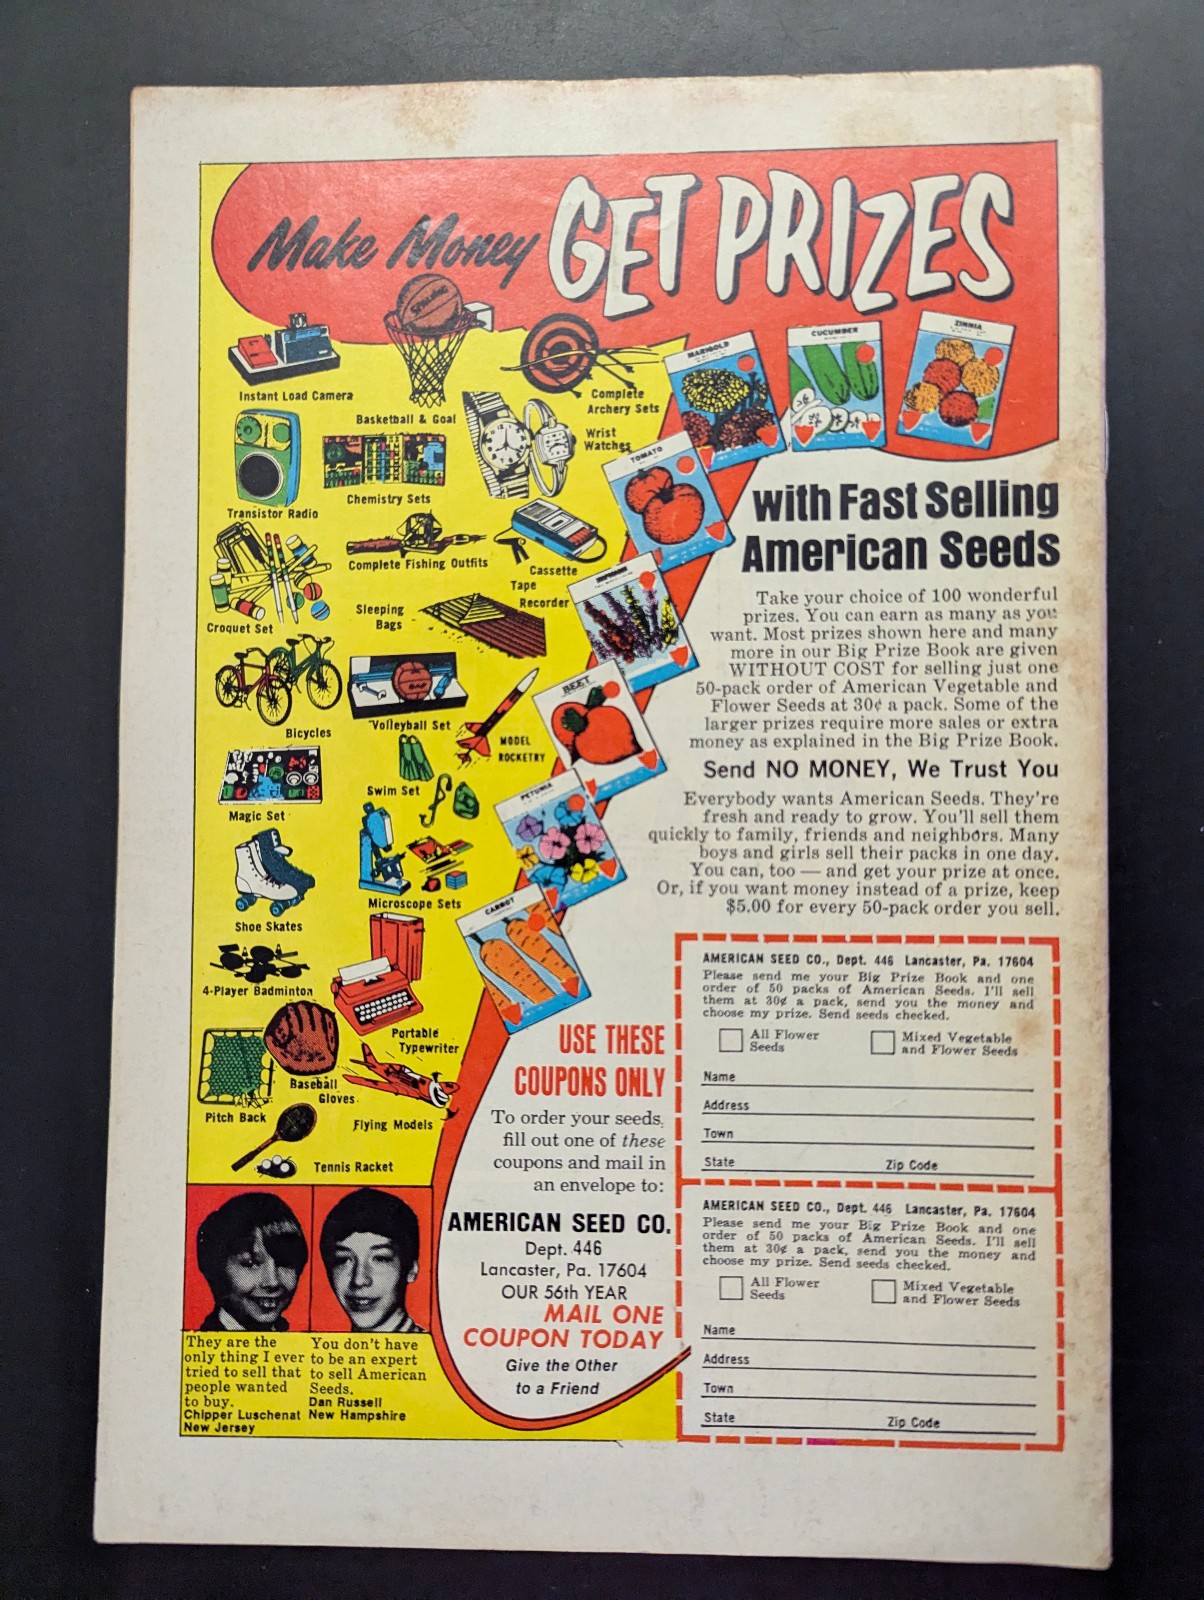 Make Money GET PRIZES
SPALDING
Instant Load Camera
Basketball & Goal
Complete
Archery Sets
Wrist
Watches
Transistor Radio
Chemistry Sets
Complete Fishing Outfits
Cassette
Tape
Recorder
Croquet Set
Sleeping
Bags
Bicycles
Volleyball Set
MODEL
ROCKETRY
Magic Set
Swim Set
Shoe Skates
Microscope Sets
4-Player Badminton
Portable
Typewriter
Pitch Back
Baseball
Gloves
Flying Models
Tennis Racket
MARIGOLD
CUCUMBER
ZINNIA
TOMATO
BEET
PETUNIA
CARROT
with Fast Selling
American Seeds
Take your choice of 100 wonderful
prizes. You can earn as many as you
want. Most prizes shown here and many
more in our Big Prize Book are given
WITHOUT COST for selling just one
50-pack order of American Vegetable and
Flower Seeds at 30¢ a pack. Some of the
larger prizes require more sales or extra
money as explained in the Big Prize Book.
Send NO MONEY, We Trust You
Everybody wants American Seeds. They're
fresh and ready to grow. You'll sell them
quickly to family, friends and neighbors. Many
boys and girls sell their packs in one day.
You can, too — and get your prize at once.
Or, if you want money instead of a prize, keep
$5.00 for every 50-pack order you sell.
USE THESE
COUPONS ONLY
To order your seeds,
fill out one of these
coupons and mail in
an envelope to:
AMERICAN SEED CO.
Dept. 446
Lancaster, Pa. 17604
OUR 56th YEAR
MAIL ONE
COUPON TODAY
Give the Other
to a Friend
AMERICAN SEED CO., Dept. 446 Lancaster, Pa. 17604
Please send me your Big Prize Book and one
order of 50 packs of American Seeds. I'll sell
them at 30¢ a pack, send you the money and
choose my prize. Send seeds checked.
All Flower
Seeds
Mixed Vegetable
and Flower Seeds
Name
Address
Town
State Zip Code
AMERICAN SEED CO., Dept. 446 Lancaster, Pa. 17604
Please send me your Big Prize Book and one
order of 50 packs of American Seeds. I'll sell
them at 30¢ a pack, send you the money and
choose my prize. Send seeds checked.
All Flower
Seeds
Mixed Vegetable
and Flower Seeds
Name
Address
Town
State Zip Code
They are the
only thing I ever
tried to sell that
people wanted
to buy.
Chipper Luschenat
New Jersey
You don't have
to be an expert
to sell American
Seeds.
Dan Russell
New Hampshire